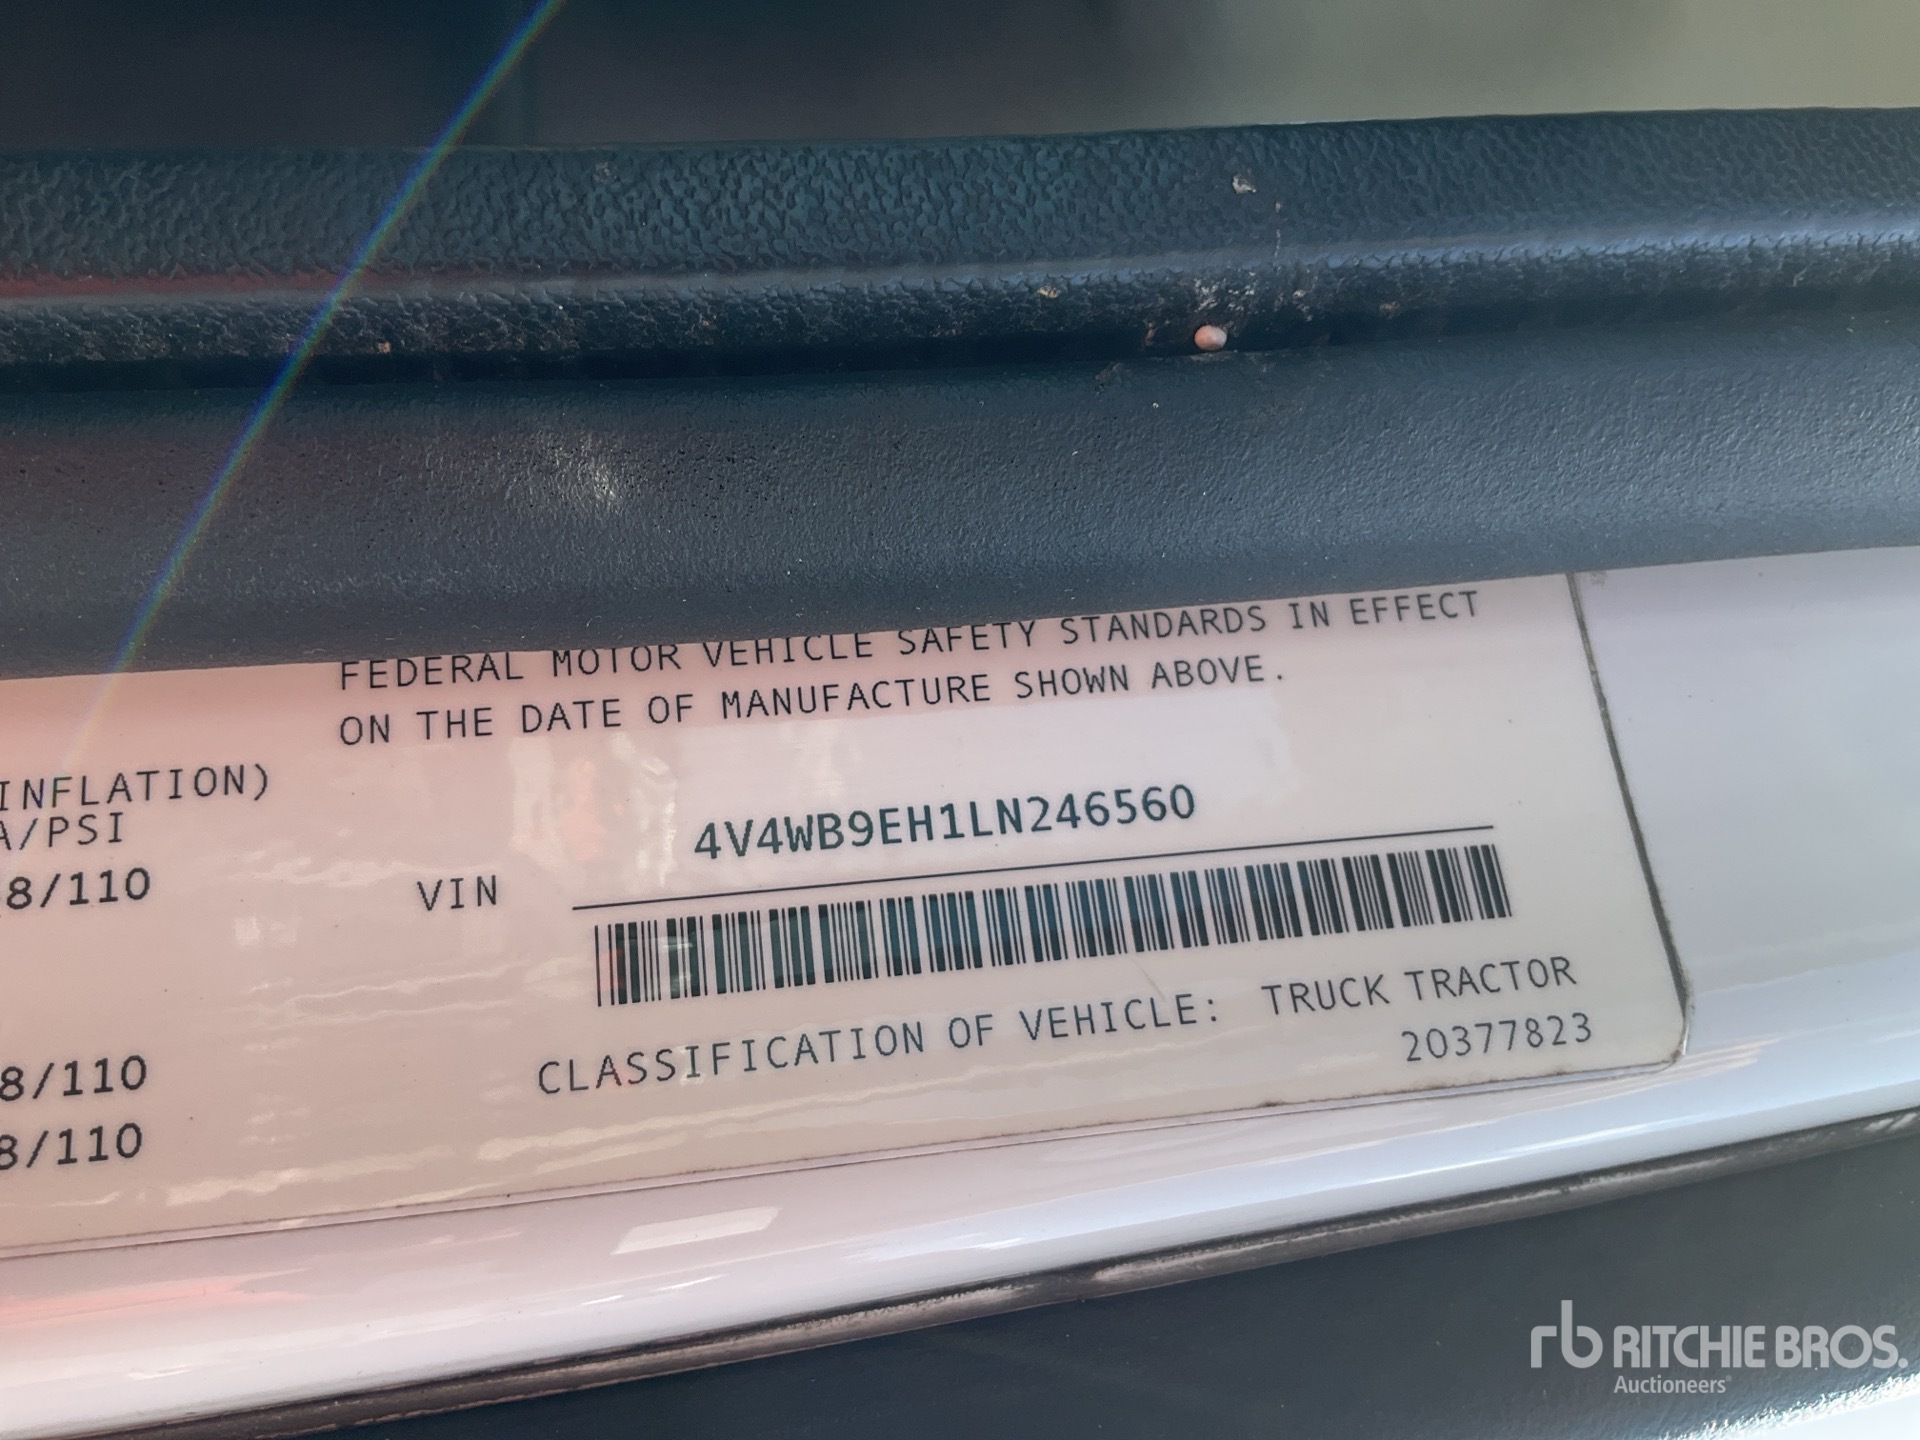 FEDERAL MOTOR VEHICLE SAFETY STANDARDS IN EFFECT
ON THE DATE OF MANUFACTURE SHOWN ABOVE.
INFLATION)
A/PSI
8/110
4V4WB9EH1LN246560
VIN
8/110
CLASSIFICATION OF VEHICLE: TRUCK TRACTOR
20377823
8/110
rb RITCHIE BROS.
Auctioneers